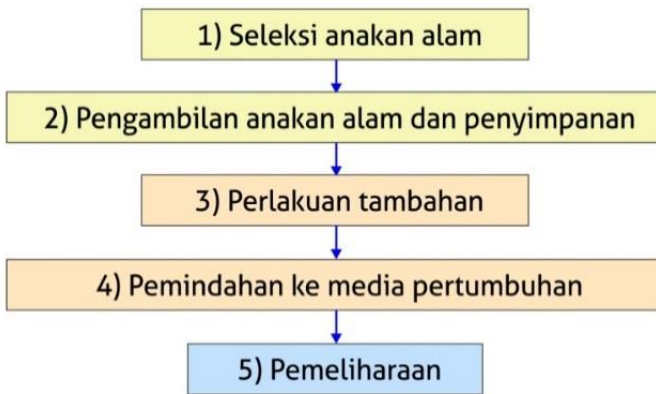 1) Seleksi anakan alam
2) Pengambilan anakan alam dan penyimpanan
3) Perlakuan tambahan
4) Pemindahan ke media pertumbuhan
5) Pemeliharaan